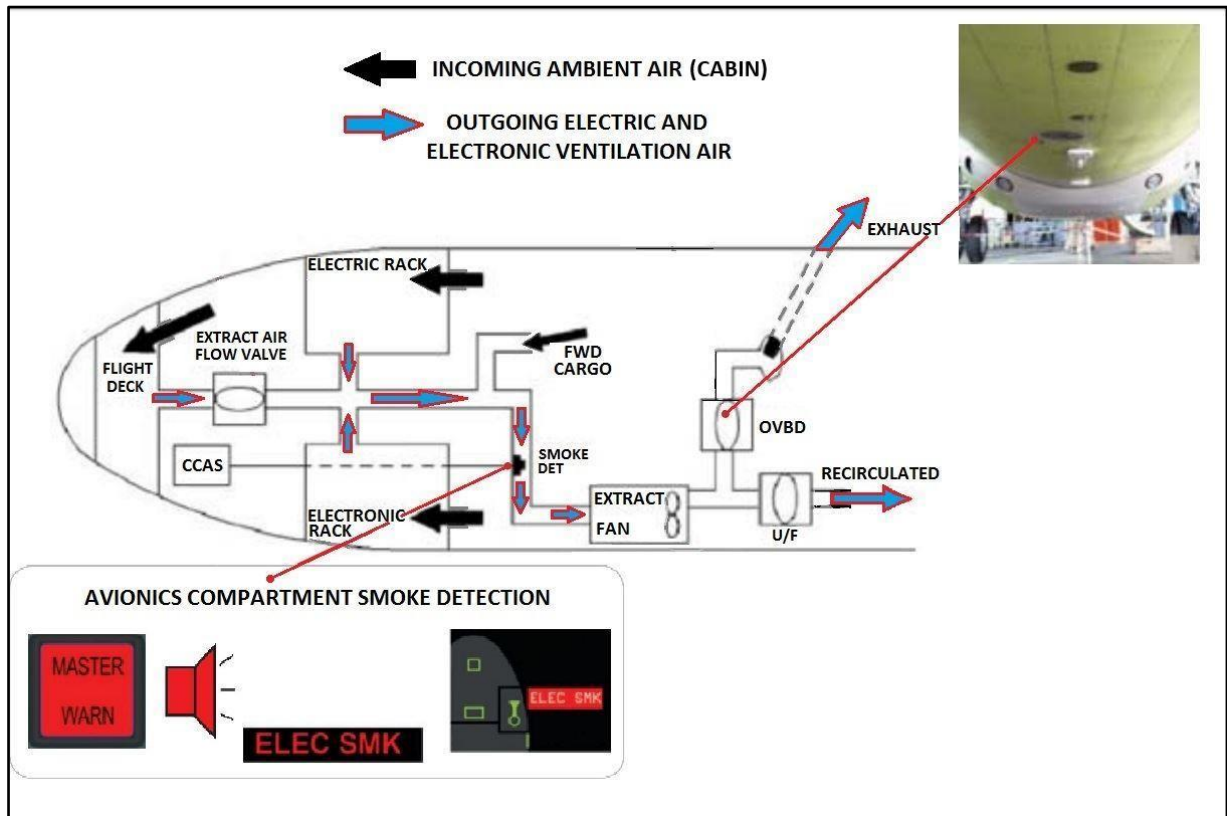 INCOMING AMBIENT AIR (CABIN)
OUTGOING ELECTRIC AND
ELECTRONIC VENTILATION AIR
EXHAUST
ELECTRIC RACK
EXTRACT AIR
FLOW VALVE
FWD
CARGO
FLIGHT
DECK
OVBD
CCAS
SMOKE
DET
RECIRCULATED
EXTRACT
FAN
ELECTRONIC
RACK
U/F
AVIONICS COMPARTMENT SMOKE DETECTION
MASTER
WARN
ELEC SMK
ELEC SMK